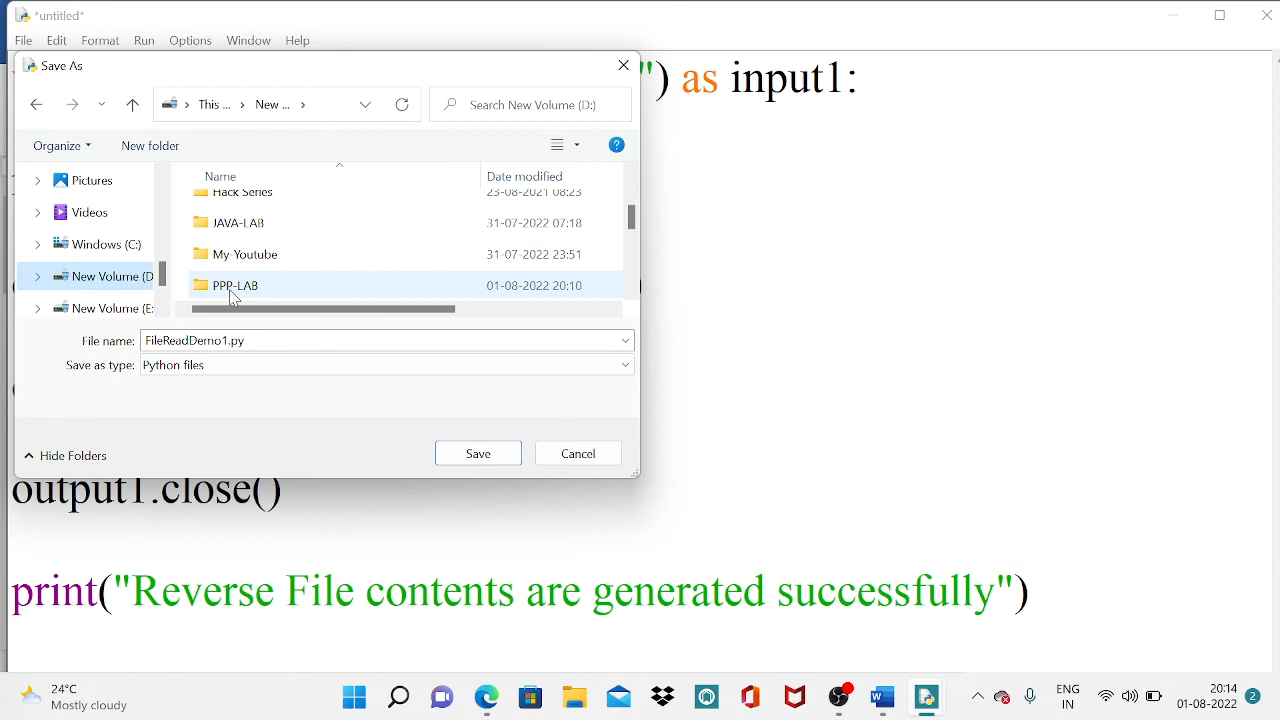 *untitled*
File Edit Format Run Options Window Help
") as input1:
Save As
This ... › New ... ›
Search New Volume (D:)
Organize
New folder
Name Date modified
Pictures
Videos
Windows (C:)
New Volume (D
New Volume (E:
Hack Series 23-08-2021 08:23
JAVA-LAB 31-07-2022 07:18
My-Youtube 31-07-2022 23:51
PPP-LAB 01-08-2022 20:10
File name: FileReadDemo1.py
Save as type: Python files
Hide Folders
Save
Cancel
output1.close()
print("Reverse File contents are generated successfully")
24°C
Mostly cloudy
ENG
IN
20:14
01-08-2022
2